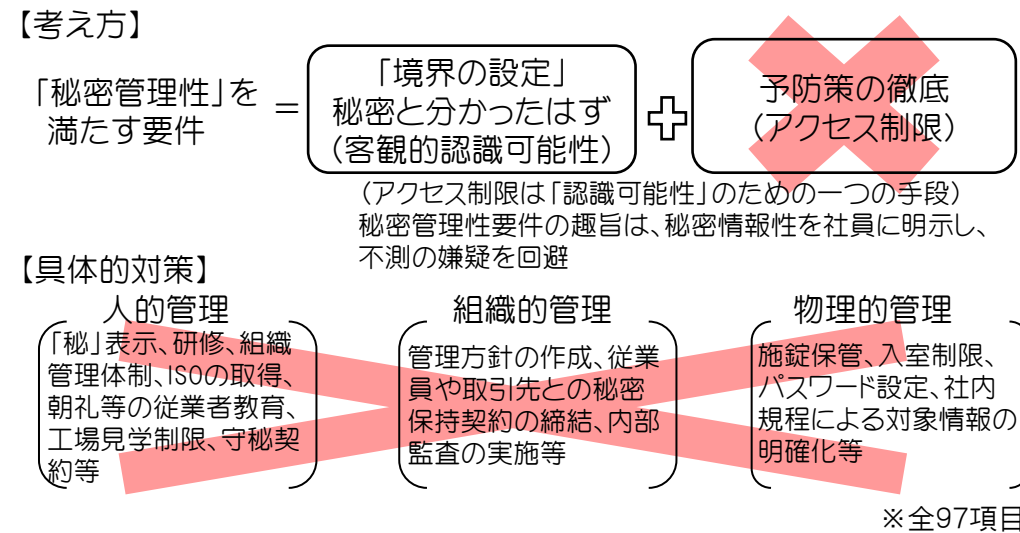 【考え方】
「秘密管理性」を
満たす要件
=
「境界の設定」
秘密と分かったはず
(客観的認識可能性)
予防策の徹底
(アクセス制限)
(アクセス制限は「認識可能性」のための一つの手段)
秘密管理性要件の趣旨は、秘密情報性を社員に明示し、
不測の嫌疑を回避
【具体的対策】
人的管理
「秘」表示、研修、組織
管理体制、ISOの取得、
朝礼等の従業者教育、
工場見学制限、守秘契
約等
組織的管理
管理方針の作成、従業
員や取引先との秘密
保持契約の締結、内部
監査の実施等
物理的管理
施錠保管、入室制限、
パスワード設定、社内
規程による対象情報の
明確化等
※全97項目